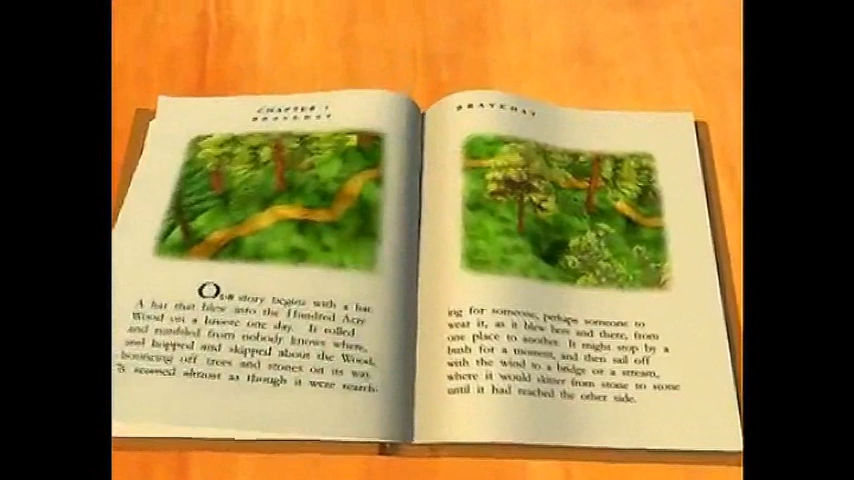 CHAPTER 1
BRAVEHAT
Our story begins with a hat.
A hat that blew into the Hundred Acre
Wood on a
one day. It rolled
and tumbled from nobody knows where,
and hopped and skipped about the Wood,
bouncing off trees and stones on its way.
It seemed almost as though it were search-
BRAVEHAT
ing for someone, perhaps someone to
wear it, as it blew here and there, from
one place to another. It might stop by a
bush for a moment, and then sail off
with the wind to a bridge or a stream,
where it would skitter from stone to stone
until it had reached the other side.